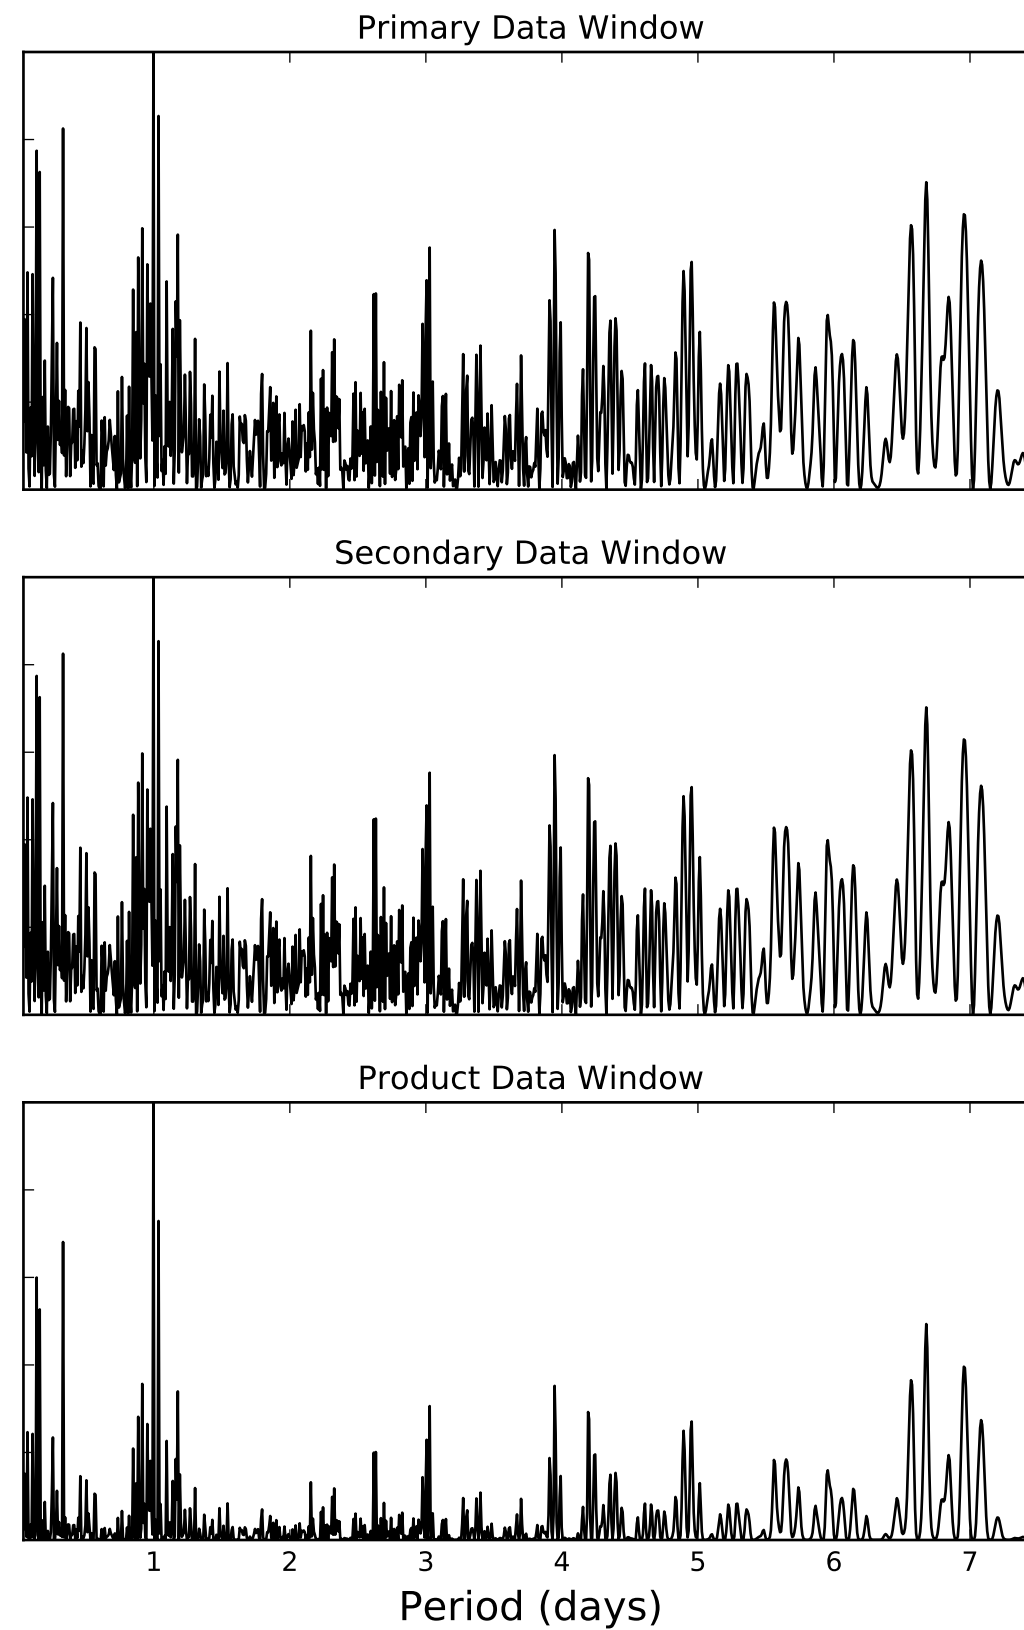 Primary Data Window
Secondary Data Window
Product Data Window
1 2 3 4 5 6 7
Period (days)